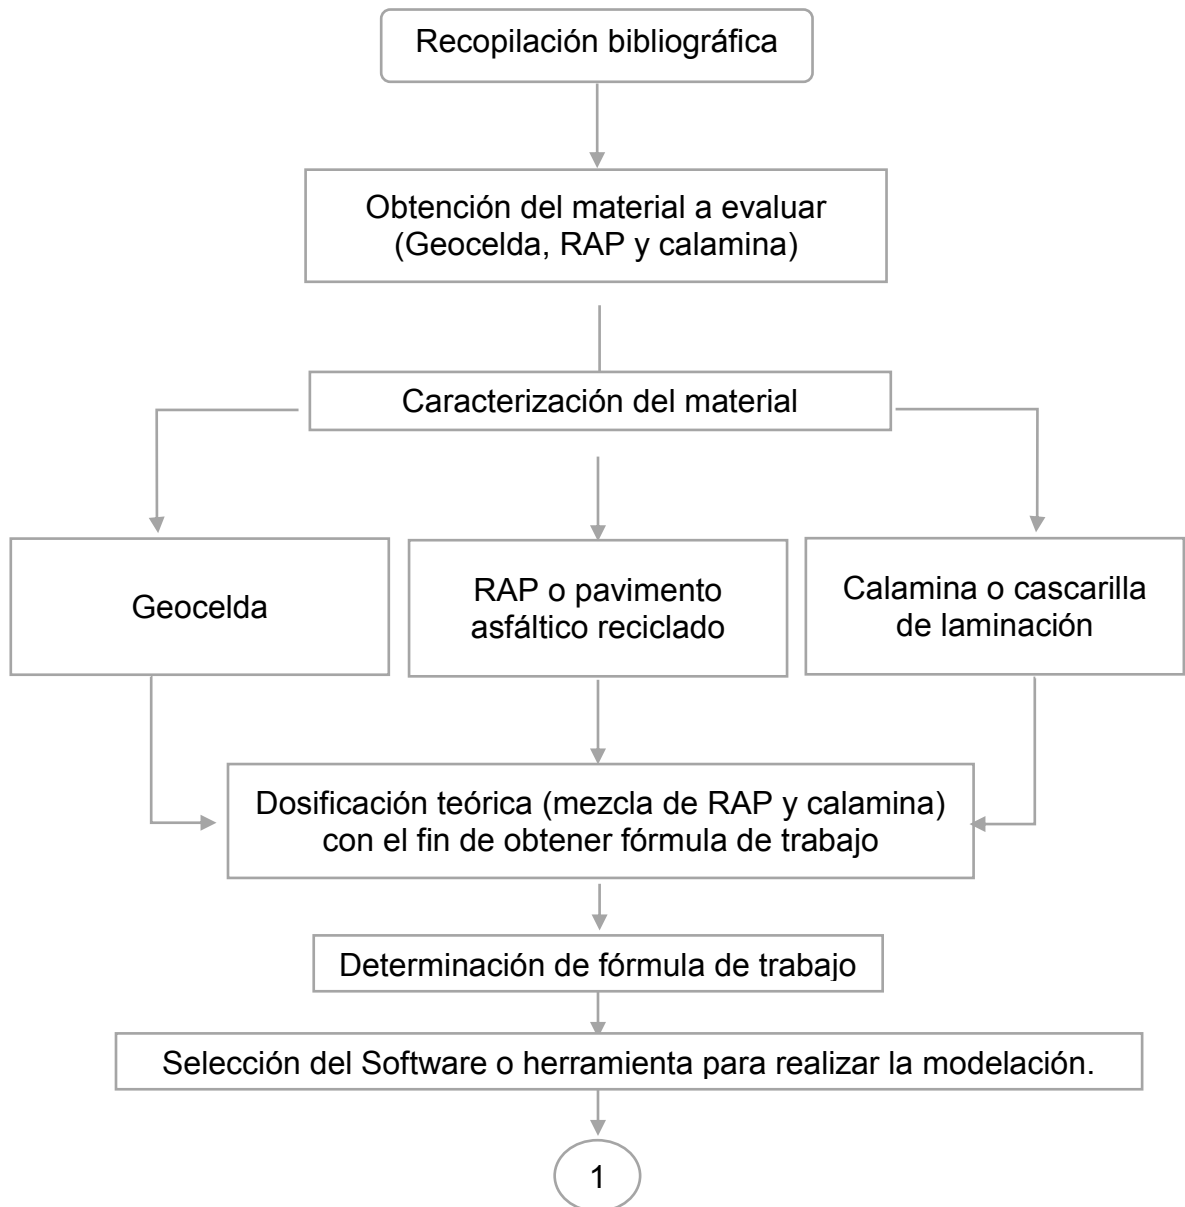 Recopilación bibliográfica
Obtención del material a evaluar
(Geocelda, RAP y calamina)
Caracterización del material
Geocelda
RAP o pavimento
asfáltico reciclado
Calamina o cascarilla
de laminación
Dosificación teórica (mezcla de RAP y calamina)
con el fin de obtener fórmula de trabajo
Determinación de fórmula de trabajo
Selección del Software o herramienta para realizar la modelación.
1